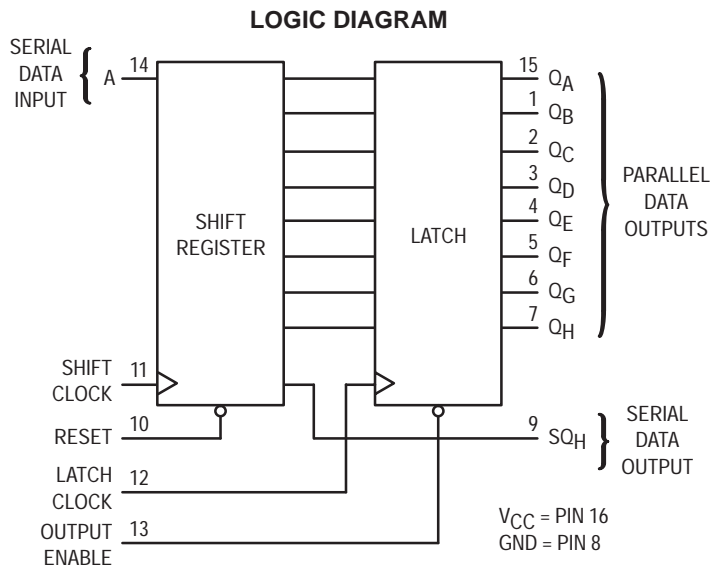 LOGIC DIAGRAM
SERIAL
DATA
INPUT
A
14
SHIFT
REGISTER
LATCH
15 QA
1 QB
2 QC
3 QD
4 QE
5 QF
6 QG
7 QH
PARALLEL
DATA
OUTPUTS
SHIFT
CLOCK
11
RESET
10
LATCH
CLOCK
12
OUTPUT
ENABLE
13
9 SQH
SERIAL
DATA
OUTPUT
VCC = PIN 16
GND = PIN 8